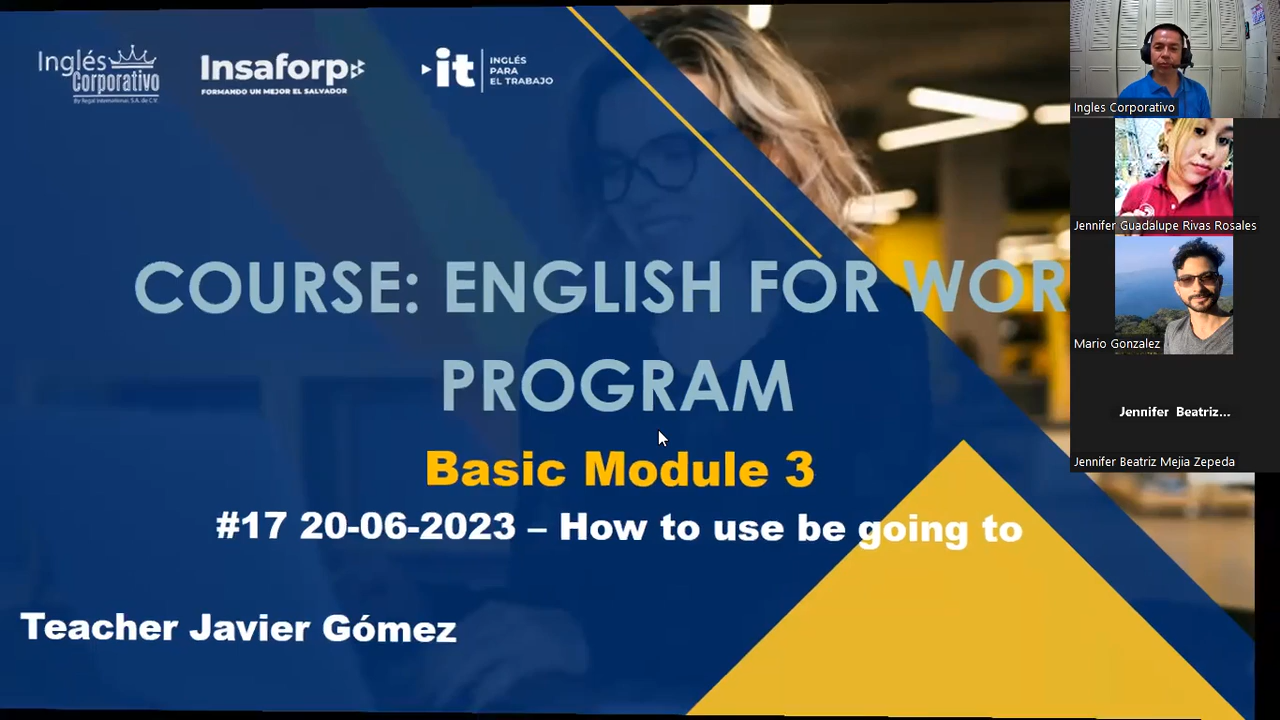 Inglés
Corporativo
By Regal International, S.A. de C.V.
Insaforp
FORMANDO UN MEJOR EL SALVADOR
it
INGLÉS
PARA
EL TRABAJO
COURSE: ENGLISH FOR WOR
PROGRAM
Basic Module 3
#17 20-06-2023 – How to use be going to
Teacher Javier Gómez
Ingles Corporativo
Jennifer Guadalupe Rivas Rosales
Mario Gonzalez
Jennifer Beatriz...
Jennifer Beatriz Mejia Zepeda